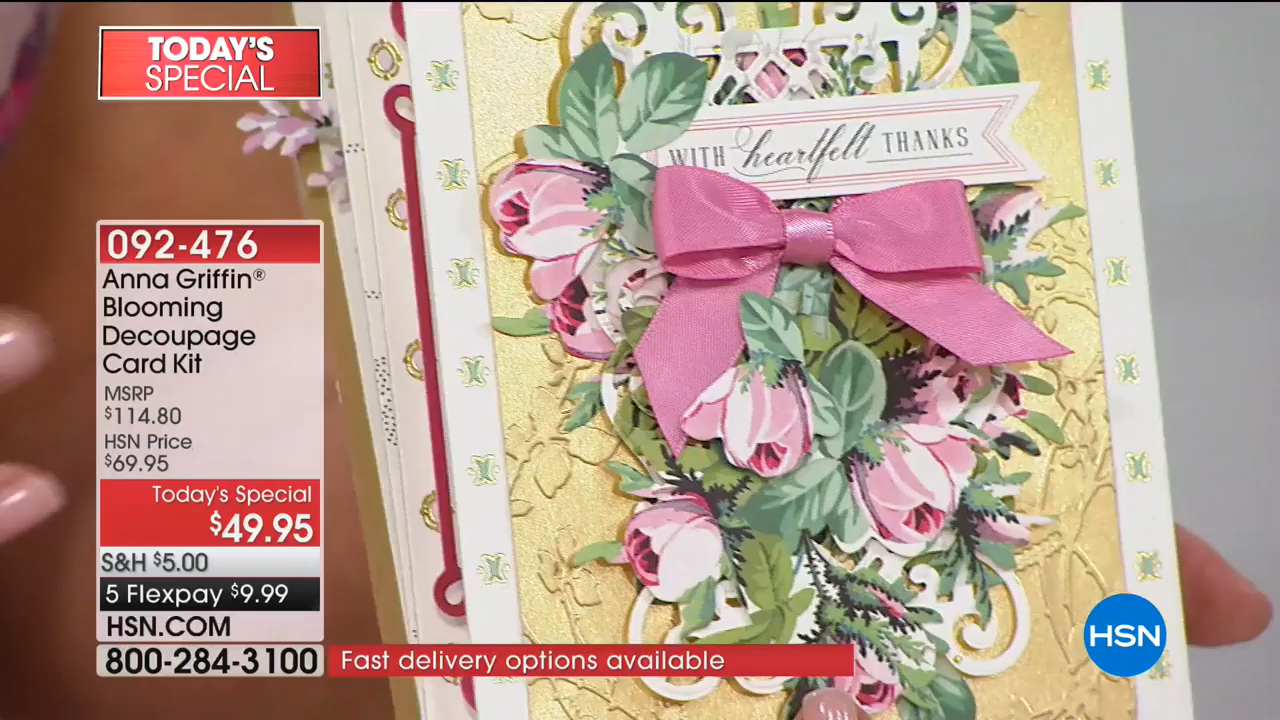 TODAY'S
SPECIAL
092-476
Anna Griffin®
Blooming
Decoupage
Card Kit
MSRP
$114.80
HSN Price
$69.95
Today's Special
$49.95
S&H $5.00
5 Flexpay $9.99
HSN.COM
800-284-3100
Fast delivery options available
WITH heartfelt THANKS
HSN